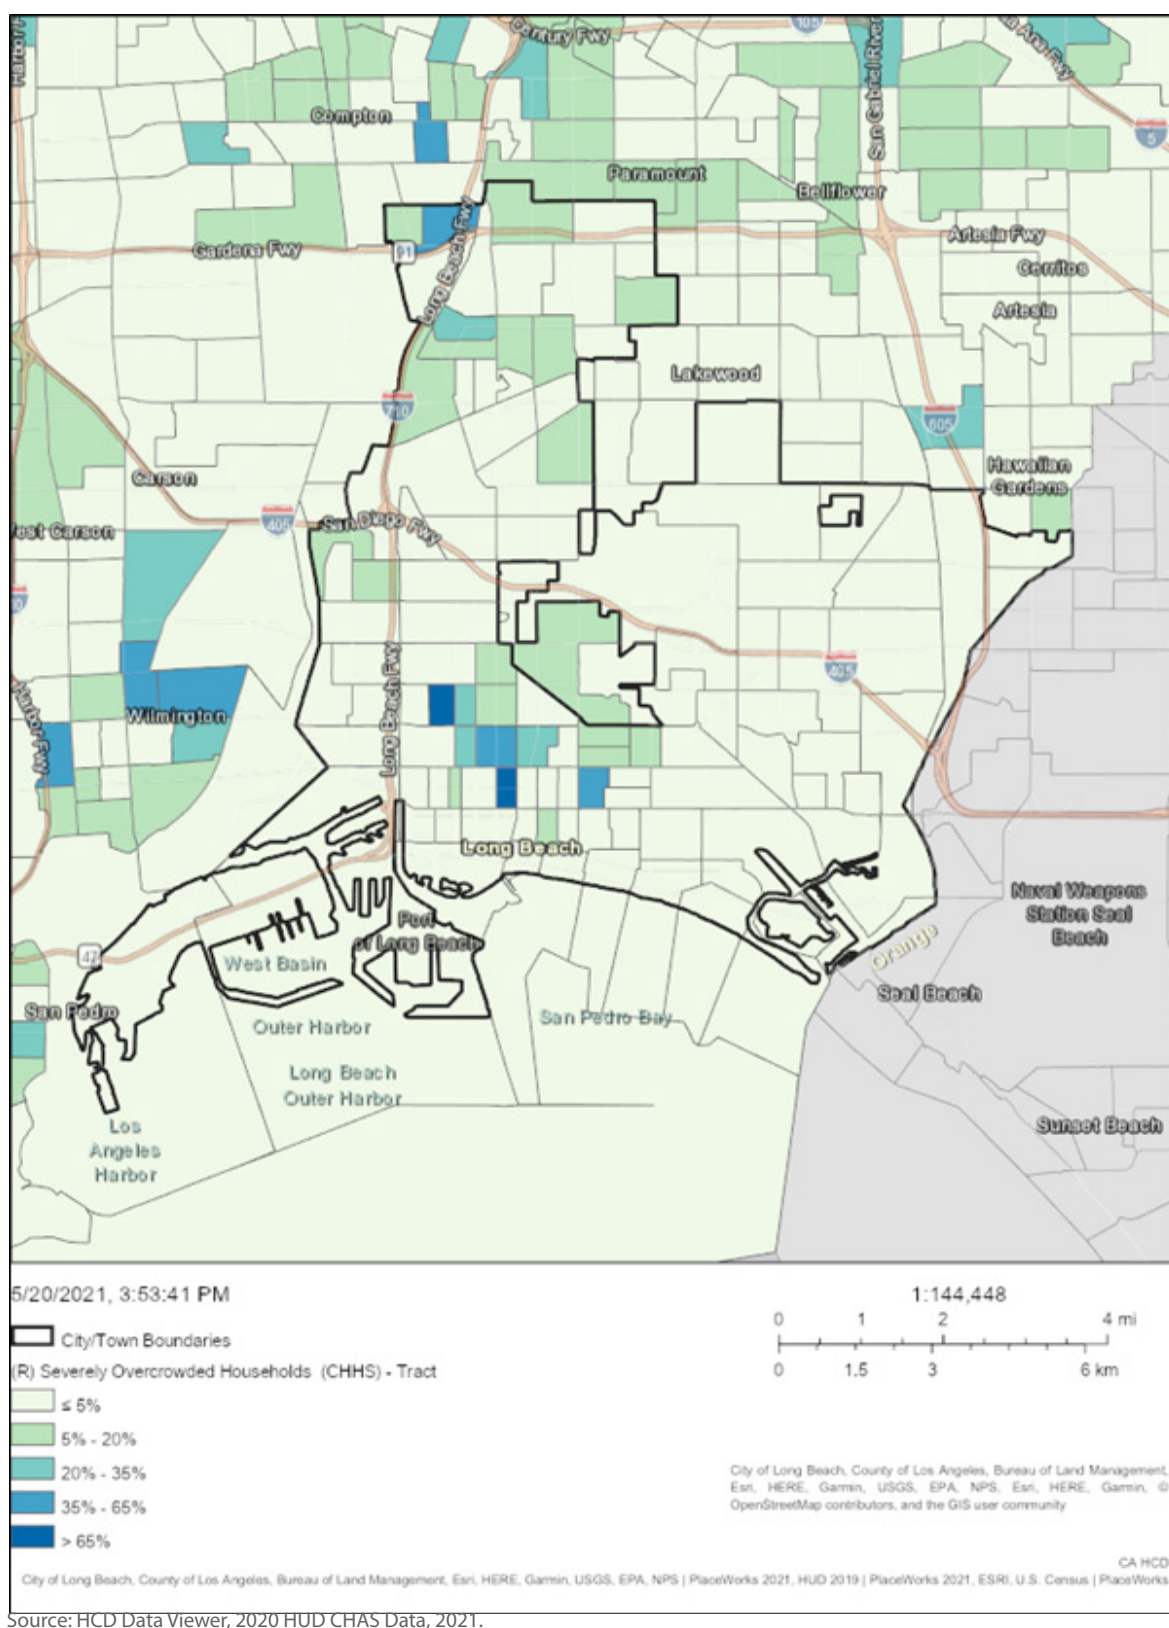 Century Fwy
105
Harbor F
Ana Fwy
San Gabriel River
Compton
5
Paramount
Bellflower
Long Beach Fwy
Gardena Fwy
91
Artesia Fwy
Cerritos
Artesia
Lakewood
710
605
Carson
Hawaiian
Gardens
405
San Diego Fwy
est Carson
Long Beach Fwy
405
Harbor Fwy
Wilmington
Long Beach
Naval Weapons
Station Seal
Beach
Port
of Long Beach
Orange
47
West Basin
Seal Beach
San Pedro
San Pedro Bay
Outer Harbor
Long Beach
Outer Harbor
Los
Angeles
Harbor
Sunset Beach
5/20/2021, 3:53:41 PM
1:144,448
0 1 2 4 mi
0 1.5 3 6 km
City/Town Boundaries
(R) Severely Overcrowded Households (CHHS) - Tract
≤ 5%
5% - 20%
20% - 35%
35% - 65%
> 65%
City of Long Beach, County of Los Angeles, Bureau of Land Management,
Esri, HERE, Garmin, USGS, EPA, NPS, Esri, HERE, Garmin, ©
OpenStreetMap contributors, and the GIS user community
CA HCD
City of Long Beach, County of Los Angeles, Bureau of Land Management, Esri, HERE, Garmin, USGS, EPA, NPS | PlaceWorks 2021, HUD 2019 | PlaceWorks 2021, ESRI, U.S. Census | PlaceWorks
Source: HCD Data Viewer, 2020 HUD CHAS Data, 2021.